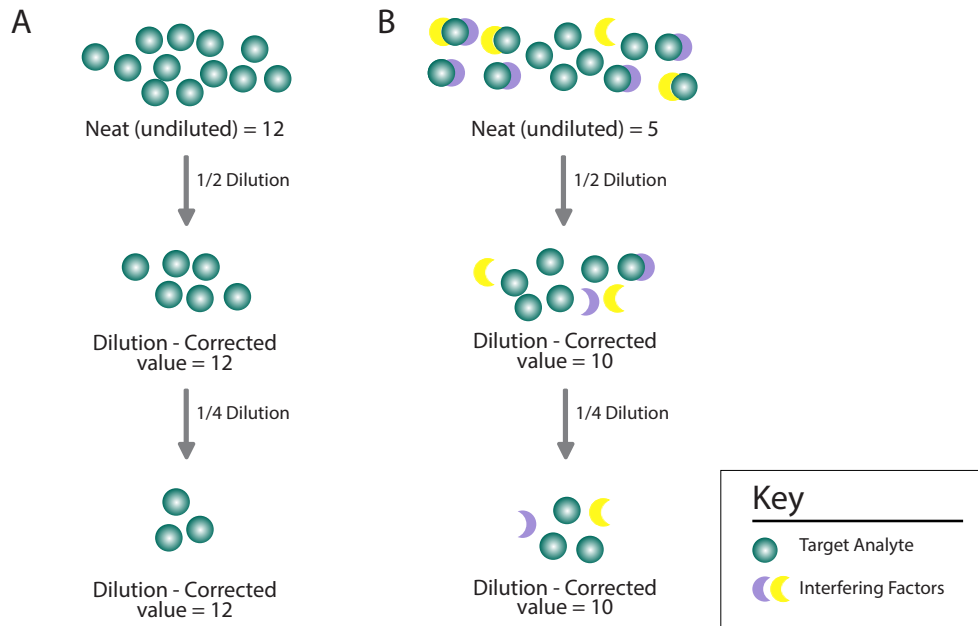 A
B
Neat (undiluted) = 12
Neat (undiluted) = 5
1/2 Dilution
1/2 Dilution
Dilution - Corrected
value = 12
Dilution - Corrected
value = 10
1/4 Dilution
1/4 Dilution
Dilution - Corrected
value = 12
Dilution - Corrected
value = 10
Key
Target Analyte
Interfering Factors